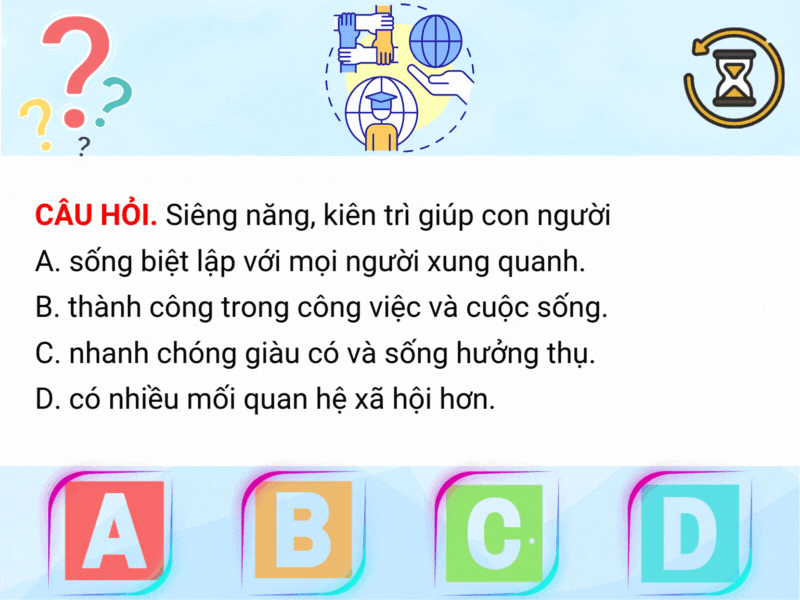 ? ? ? ?
CÂU HỎI. Siêng năng, kiên trì giúp con người
A. sống biệt lập với mọi người xung quanh.
B. thành công trong công việc và cuộc sống.
C. nhanh chóng giàu có và sống hưởng thụ.
D. có nhiều mối quan hệ xã hội hơn.
A B C D